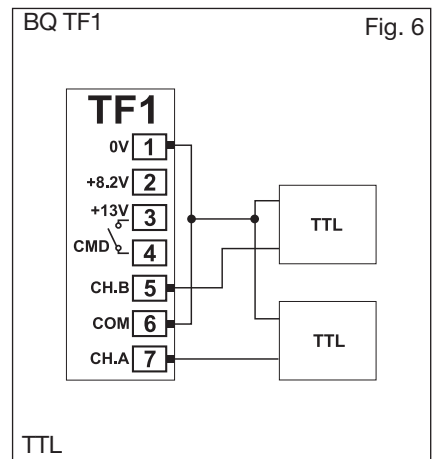 BQ TF1
Fig. 6
TF1
0V 1
+8.2V 2
+13V 3
CMD 4
CH.B 5
COM 6
CH.A 7
TTL
TTL
TTL